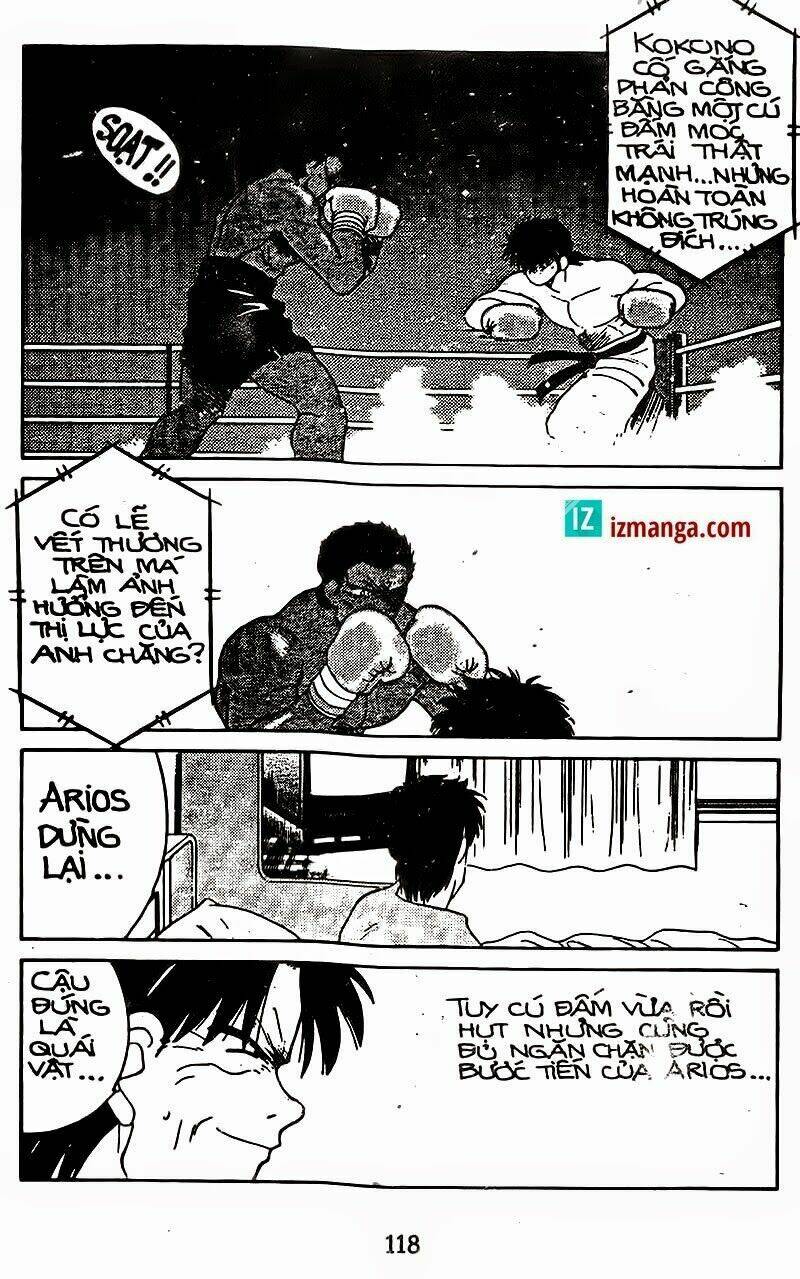 KOKONO
CỐ GẮNG
PHẢN CÔNG
BẰNG MỘT CÚ
ĐẤM MÓC
TRÁI THẬT
MẠNH...NHƯNG
HOÀN TOÀN
KHÔNG TRÚNG
ĐÍCH....
SOẠT!!
CÓ LẼ
VẾT THƯƠNG
TRÊN MÁ
LÀM ẢNH
HƯỞNG ĐẾN
THỊ LỰC CỦA
ANH CHĂNG?
IZ izmanga.com
ARIOS
DỪNG
LẠI...
CẬU
ĐÚNG
LÀ
QUÁI
VẬT...
TUY CÚ ĐẤM VỪA RỒI
HỤT NHƯNG CŨNG
ĐỦ NGĂN CHẶN ĐƯỢC
BƯỚC TIẾN CỦA ARIOS...
118